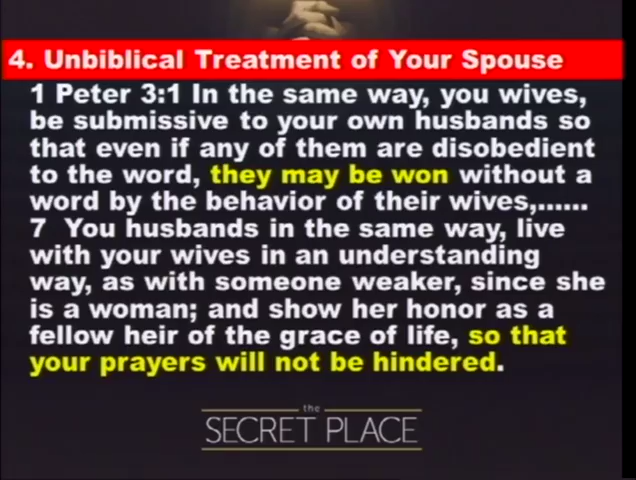 4. Unbiblical Treatment of Your Spouse
1 Peter 3:1 In the same way, you wives,
be submissive to your own husbands so
that even if any of them are disobedient
to the word, they may be won without a
word by the behavior of their wives,......
7 You husbands in the same way, live
with your wives in an understanding
way, as with someone weaker, since she
is a woman; and show her honor as a
fellow heir of the grace of life, so that
your prayers will not be hindered.
the
SECRET PLACE